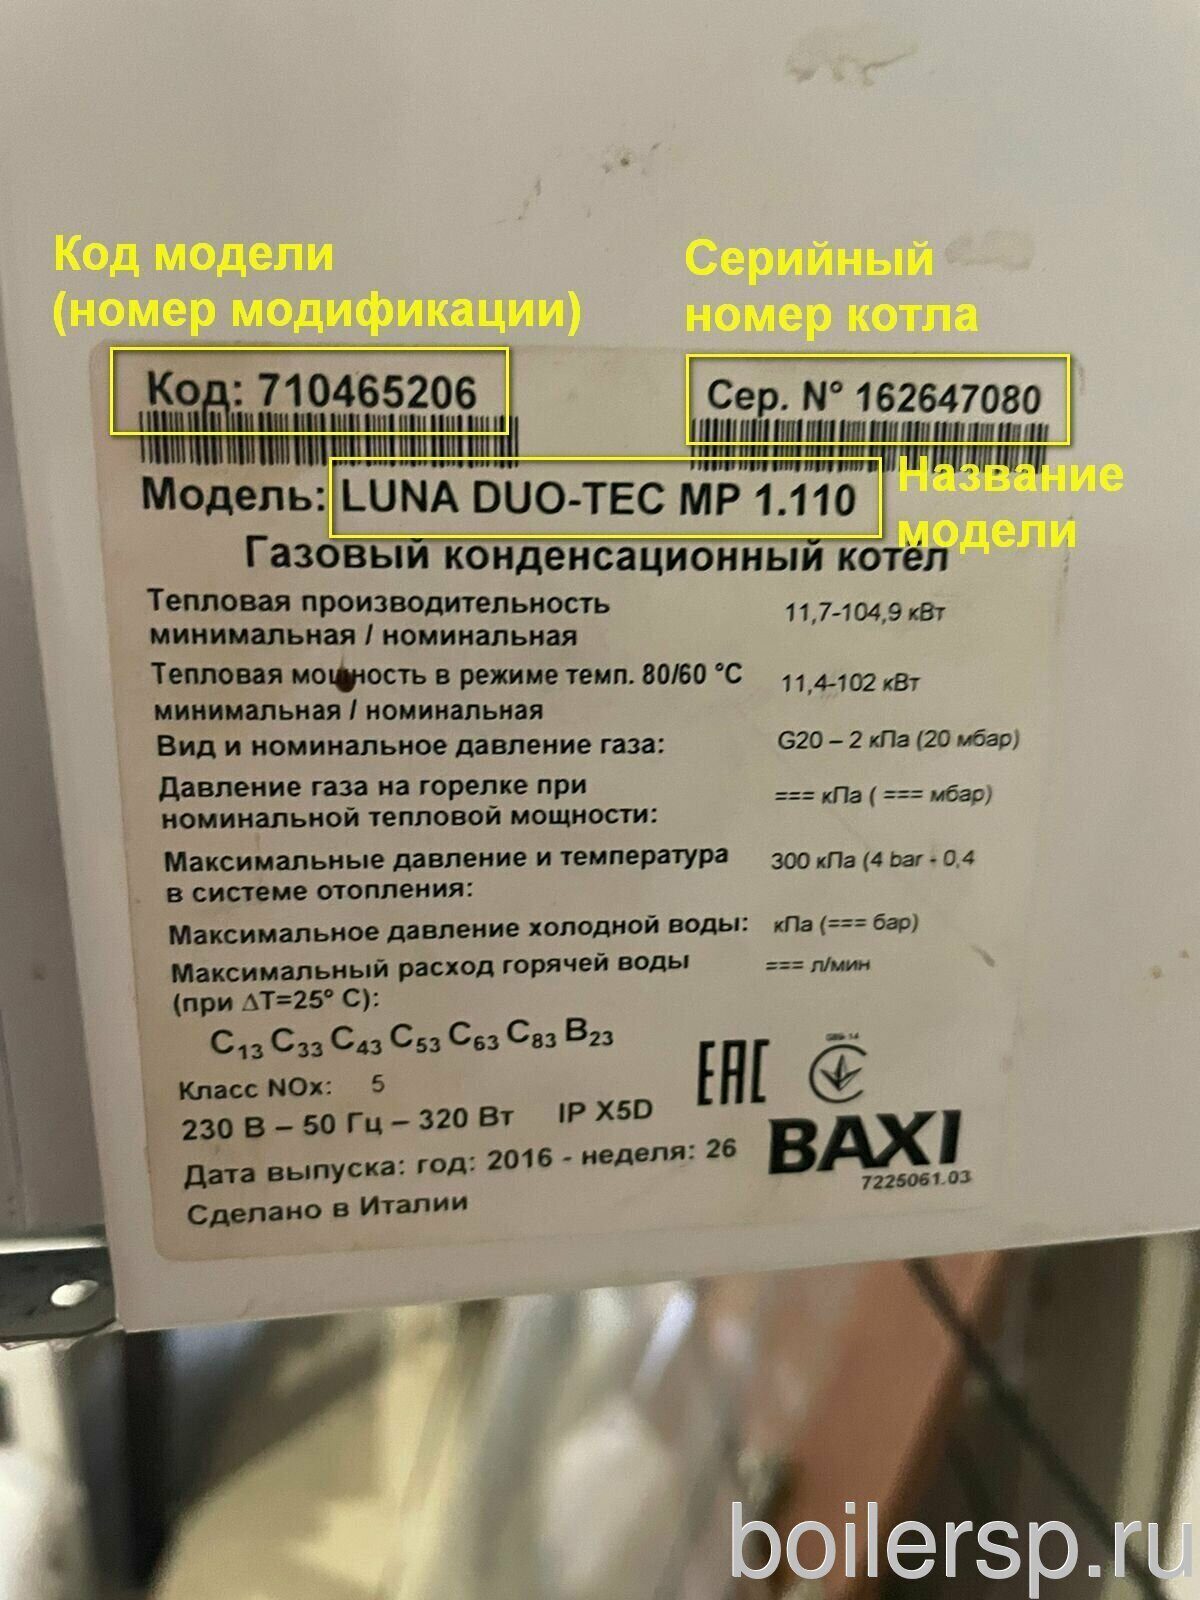 Код модели
(номер модификации)
Серийный
номер котла
Код: 710465206
Сер. N° 162647080
Модель: LUNA DUO-TEC MP 1.110
Название
модели
Газовый конденсационный котёл
Тепловая производительность
минимальная / номинальная
11,7-104,9 кВт
Тепловая мощность в режиме темп. 80/60 °C
минимальная / номинальная
11,4-102 кВт
Вид и номинальное давление газа:
G20 – 2 кПа (20 мбар)
Давление газа на горелке при
номинальной тепловой мощности:
=== кПа ( === мбар)
Максимальные давление и температура
в системе отопления:
300 кПа (4 bar - 0,4
Максимальное давление холодной воды:
кПа (=== бар)
Максимальный расход горячей воды
(при ΔT=25° C):
=== л/мин
C13 C33 C43 C53 C63 C83 B23
Класс NOx: 5
EAC
230 В – 50 Гц – 320 Вт IP X5D
BAXI
7225061.03
Дата выпуска: год: 2016 - неделя: 26
Сделано в Италии
boilersp.ru